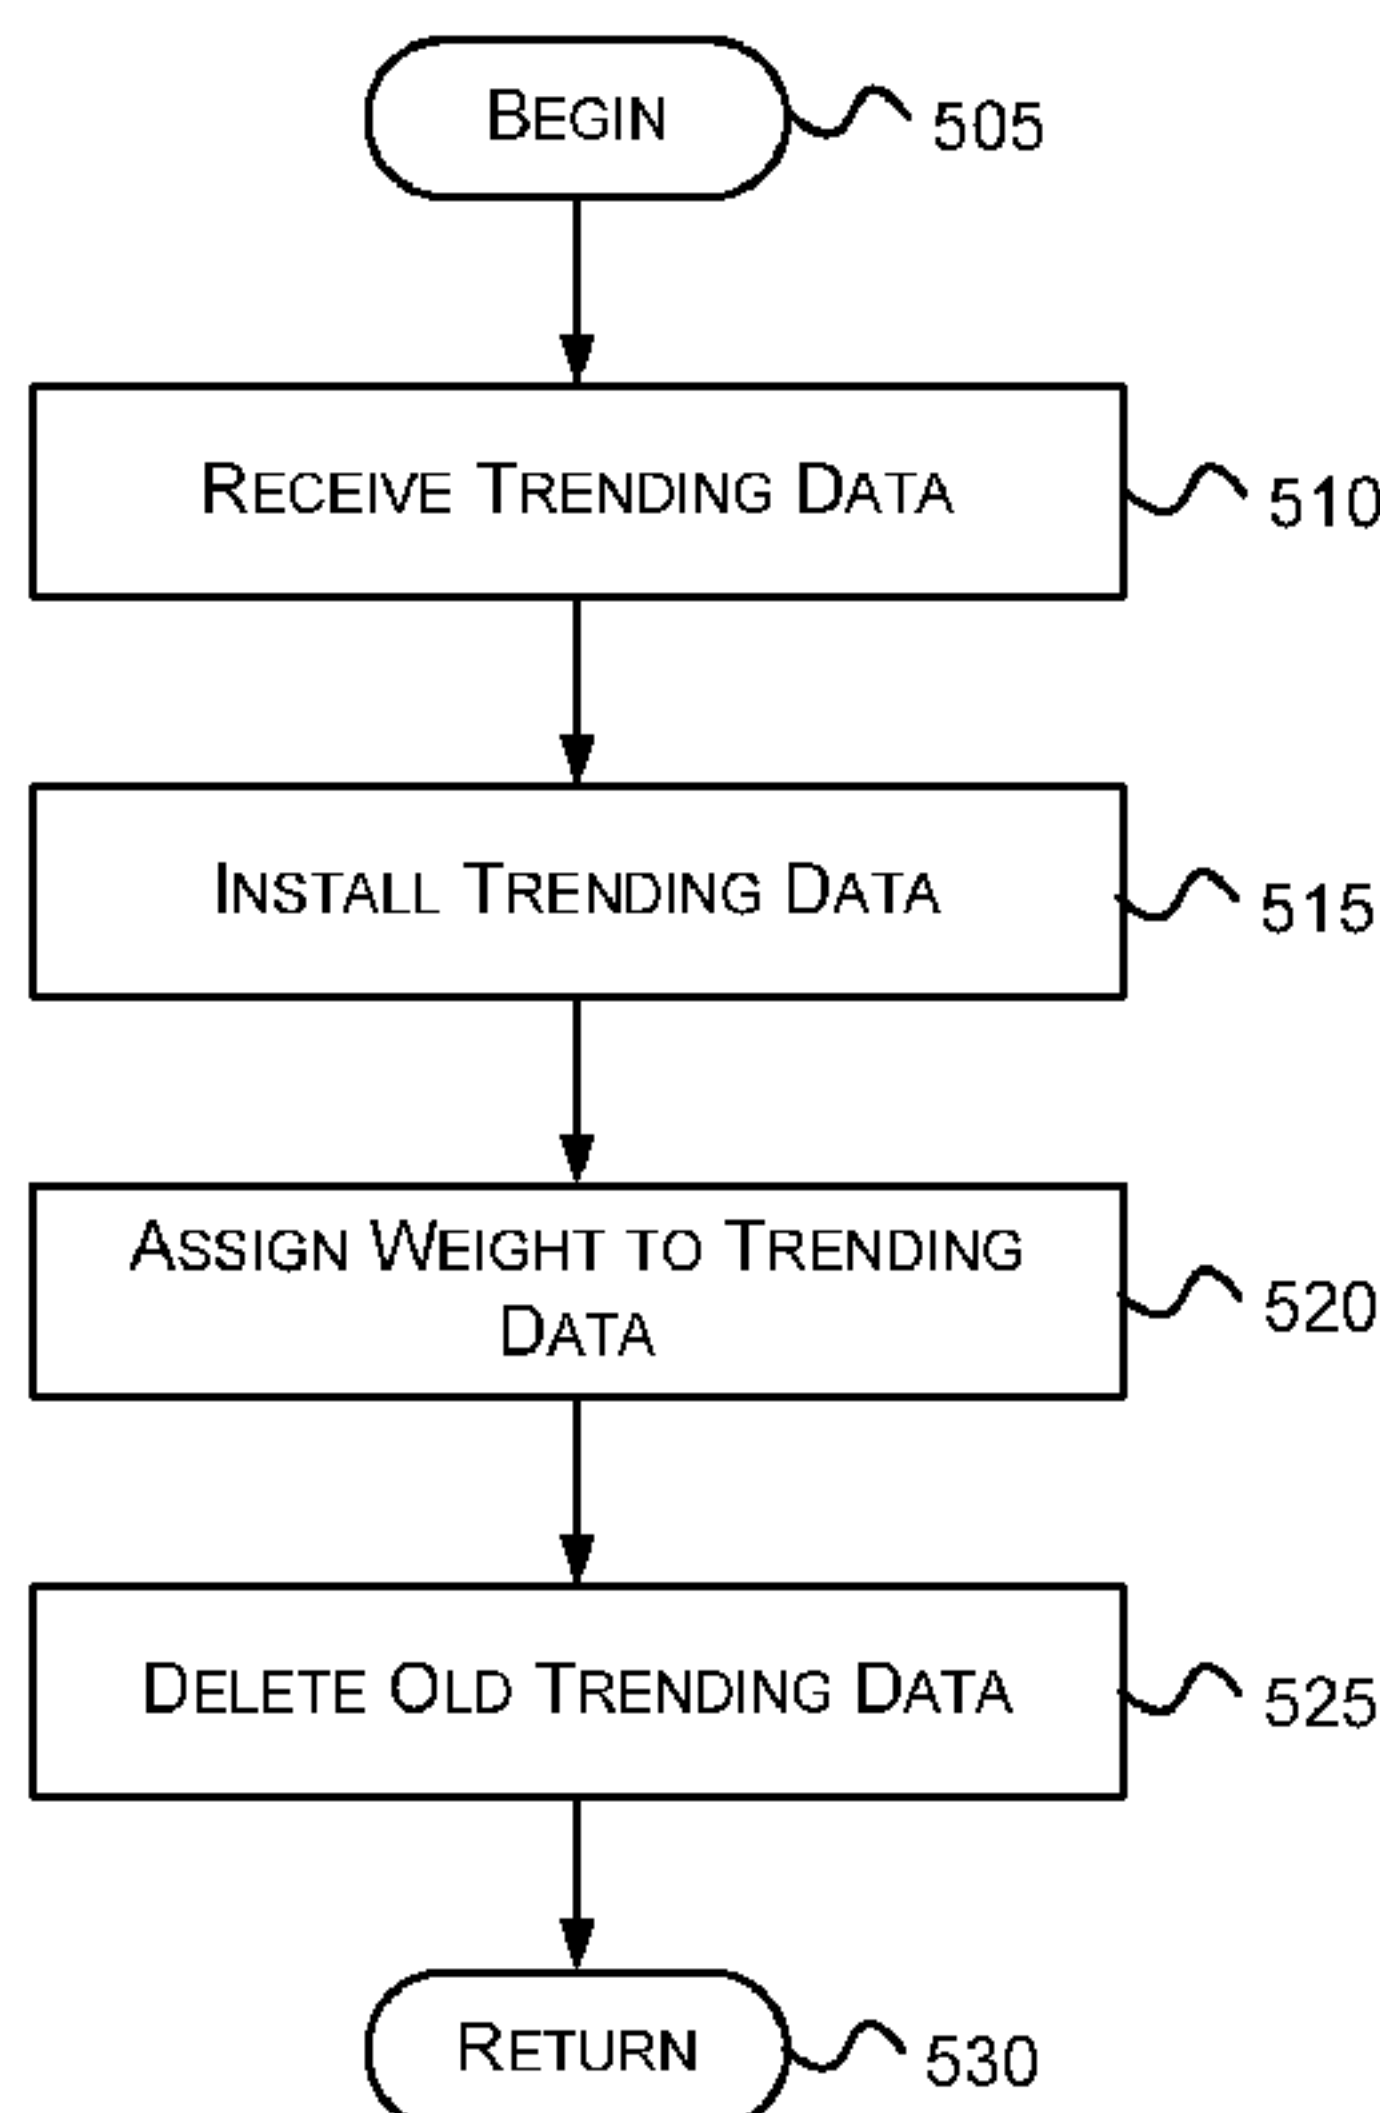 BEGIN
505
RECEIVE TRENDING DATA
510
INSTALL TRENDING DATA
515
ASSIGN WEIGHT TO TRENDING
DATA
520
DELETE OLD TRENDING DATA
525
RETURN
530